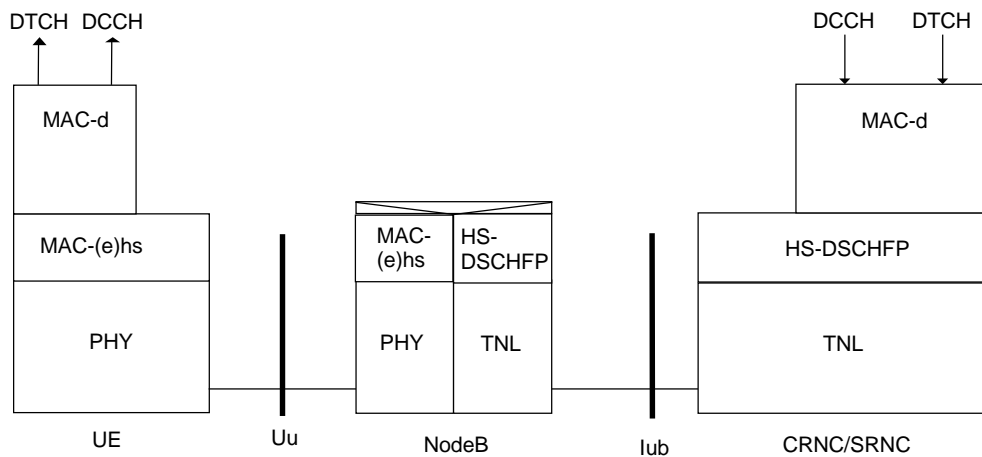 DTCH DCCH
DCCH DTCH
MAC-d
MAC-d
MAC-(e)hs
MAC-
(e)hs
HS-
DSCHFP
HS-DSCHFP
PHY
PHY
TNL
TNL
UE
Uu
NodeB
Iub
CRNC/SRNC